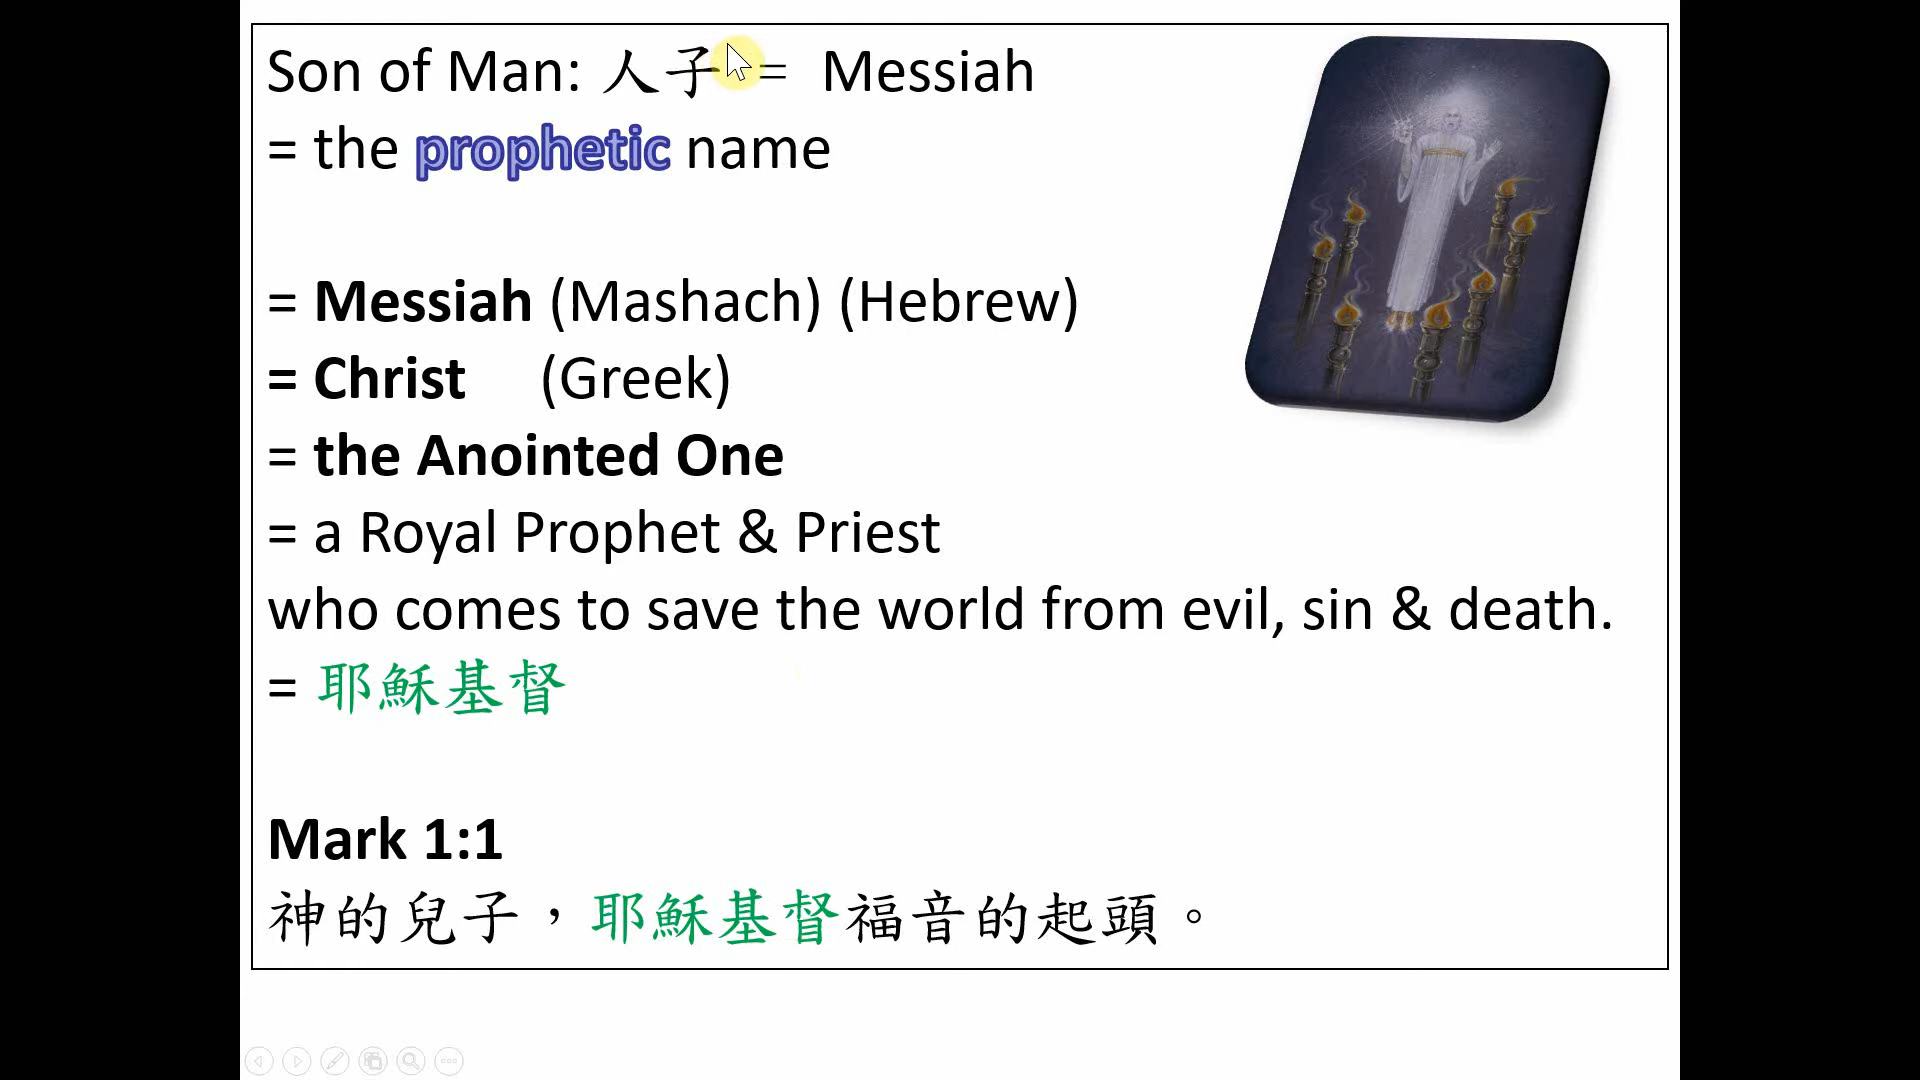 Son of Man: 人子 = Messiah
= the prophetic name
= Messiah (Mashach) (Hebrew)
= Christ (Greek)
= the Anointed One
= a Royal Prophet & Priest
who comes to save the world from evil, sin & death.
= 耶穌基督
Mark 1:1
神的兒子，耶穌基督福音的起頭。